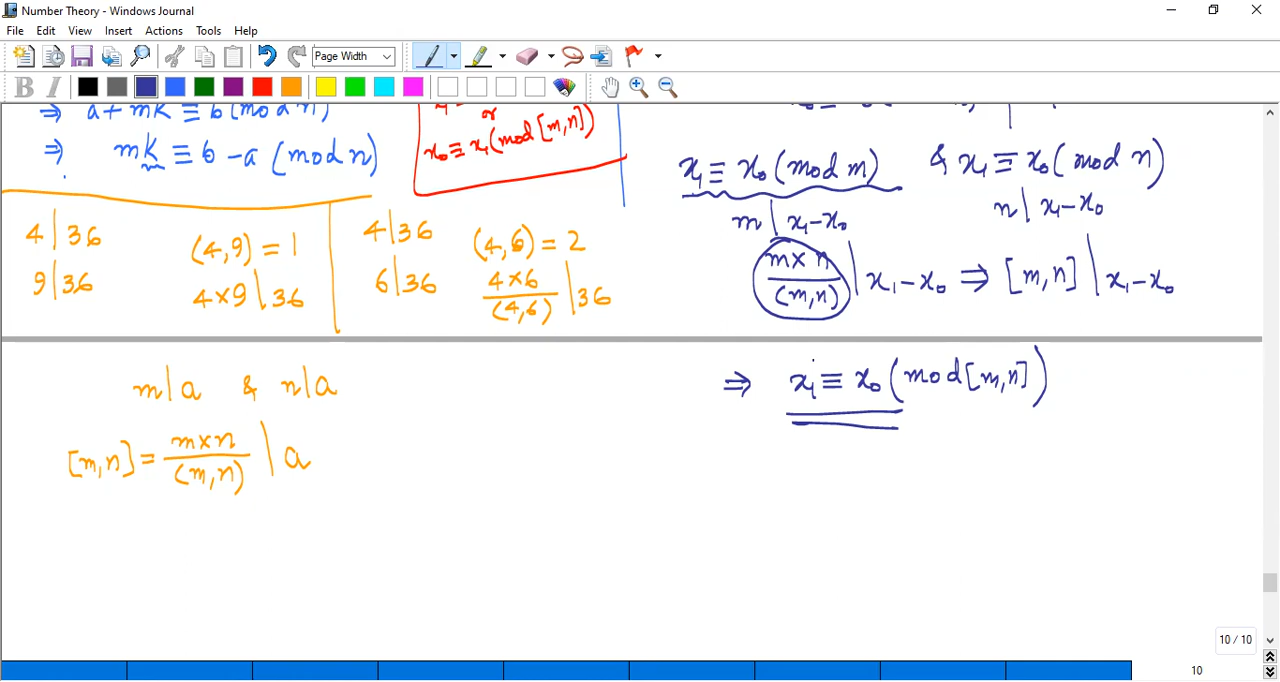 Number Theory - Windows Journal
File Edit View Insert Actions Tools Help
Page Width
B I
⇒ a + mk ≡ b (mod n)
⇒ mk ≡ b - a (mod n)
or
x₀ ≡ x₁ (mod [m,n])
x₁ ≡ x₀ (mod m) & x₁ ≡ x₀ (mod n)
m | x₁ - x₀ n | x₁ - x₀
m × n / (m,n) | x₁ - x₀ ⇒ [m,n] | x₁ - x₀
4 | 36 (4,9) = 1
9 | 36 4×9 | 36
4 | 36 (4,6) = 2
6 | 36 4×6 / (4,6) | 36
m | a & n | a
[m,n] = m×n / (m,n) | a
⇒ x₁ ≡ x₀ (mod [m,n])
10 / 10
10